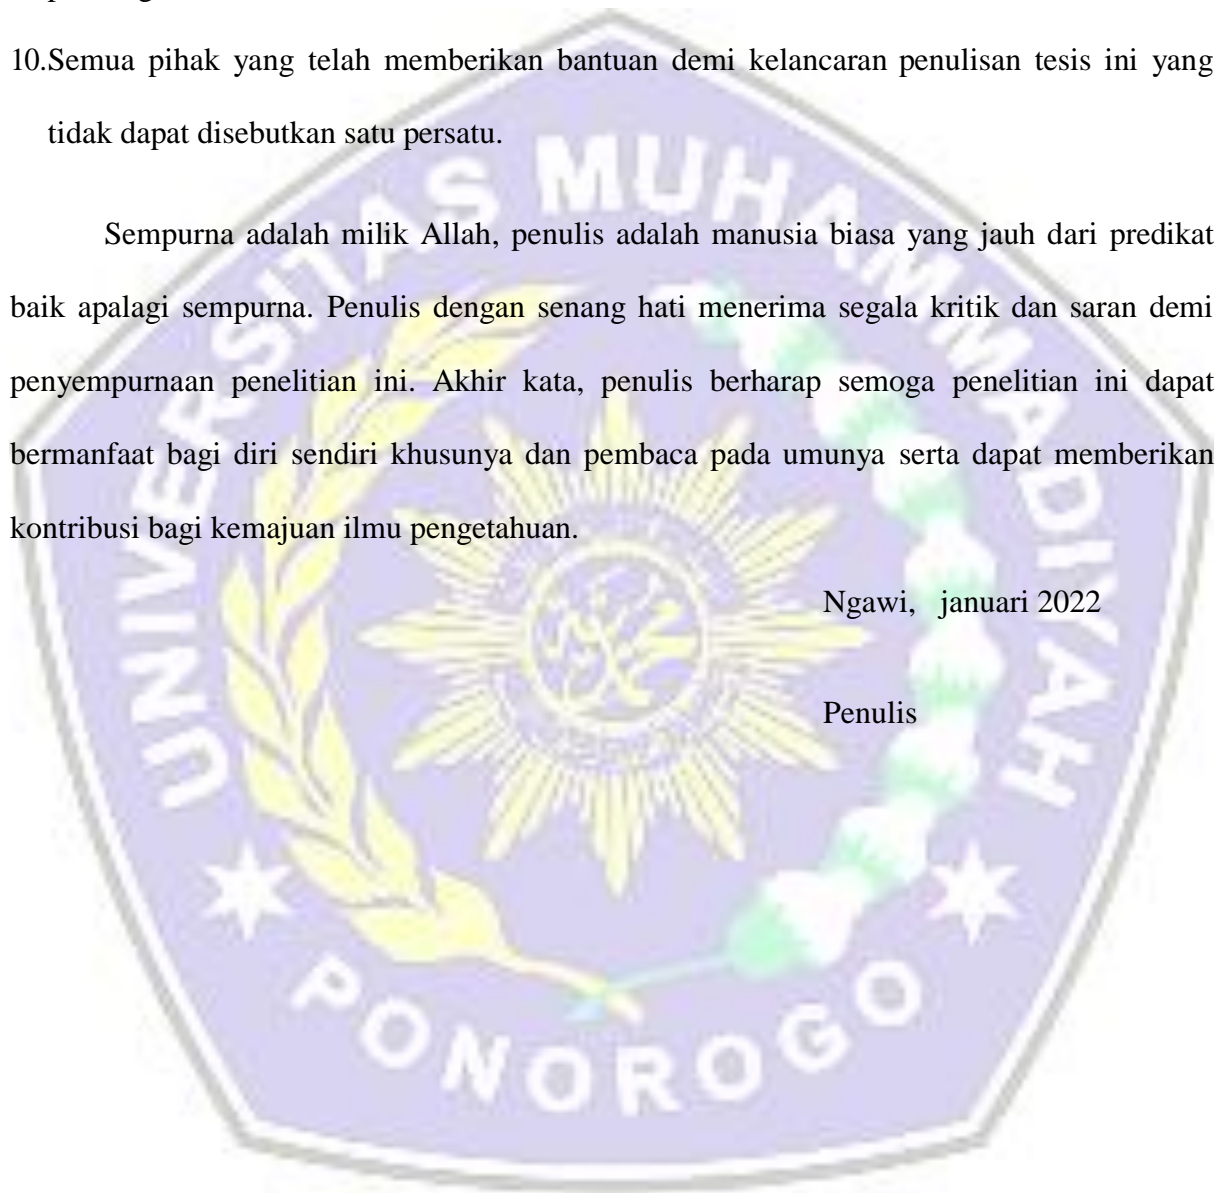 10.Semua pihak yang telah memberikan bantuan demi kelancaran penulisan tesis ini yang
tidak dapat disebutkan satu persatu.
Sempurna adalah milik Allah, penulis adalah manusia biasa yang jauh dari predikat
baik apalagi sempurna. Penulis dengan senang hati menerima segala kritik dan saran demi
penyempurnaan penelitian ini. Akhir kata, penulis berharap semoga penelitian ini dapat
bermanfaat bagi diri sendiri khusunya dan pembaca pada umunya serta dapat memberikan
kontribusi bagi kemajuan ilmu pengetahuan.
Ngawi, januari 2022
Penulis
UNIVERSITAS MUHAMMADIYAH
PONOROGO